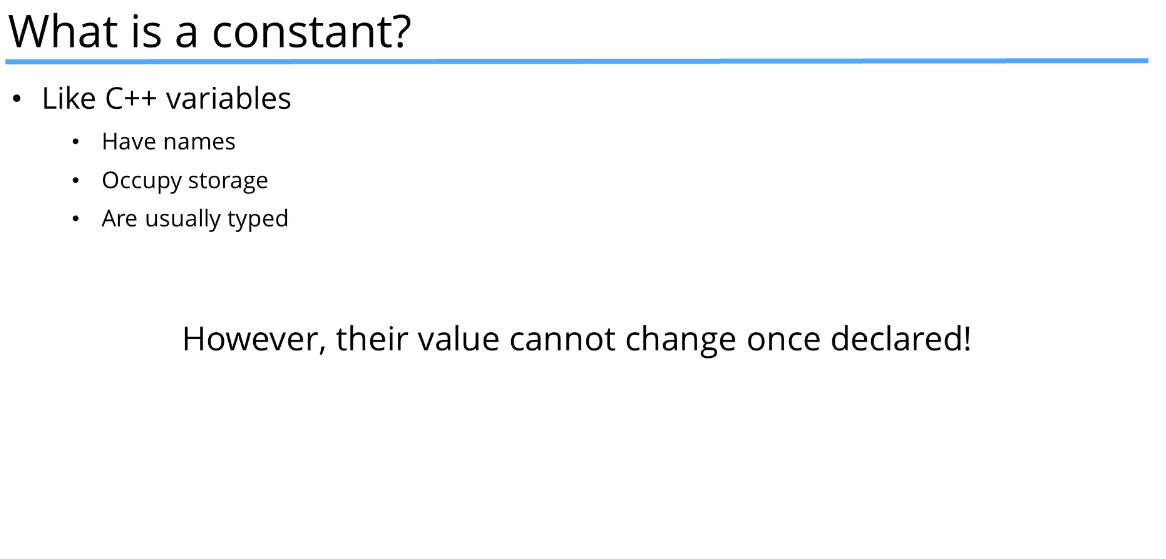 What is a constant?
• Like C++ variables
• Have names
• Occupy storage
• Are usually typed
However, their value cannot change once declared!